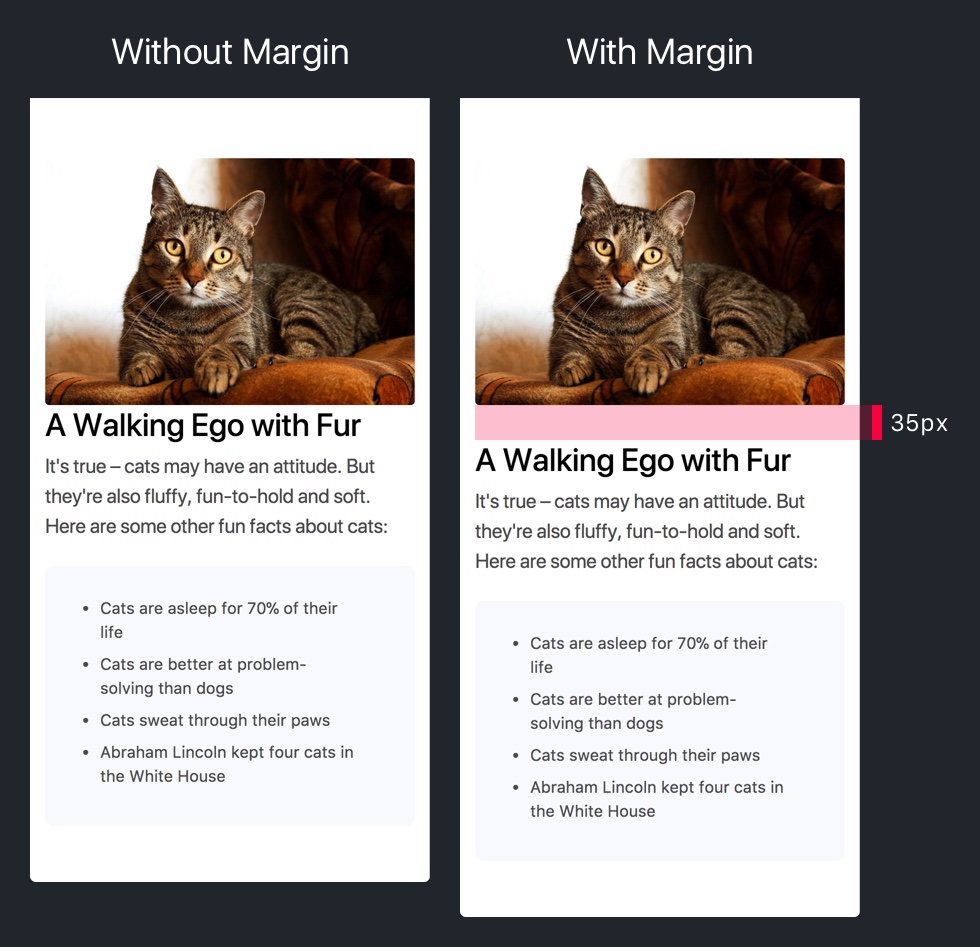 Without Margin
A Walking Ego with Fur
It's true – cats may have an attitude. But
they're also fluffy, fun-to-hold and soft.
Here are some other fun facts about cats:
• Cats are asleep for 70% of their
life
• Cats are better at problem-
solving than dogs
• Cats sweat through their paws
• Abraham Lincoln kept four cats in
the White House
With Margin
35px
A Walking Ego with Fur
It's true – cats may have an attitude. But
they're also fluffy, fun-to-hold and soft.
Here are some other fun facts about cats:
• Cats are asleep for 70% of their
life
• Cats are better at problem-
solving than dogs
• Cats sweat through their paws
• Abraham Lincoln kept four cats in
the White House